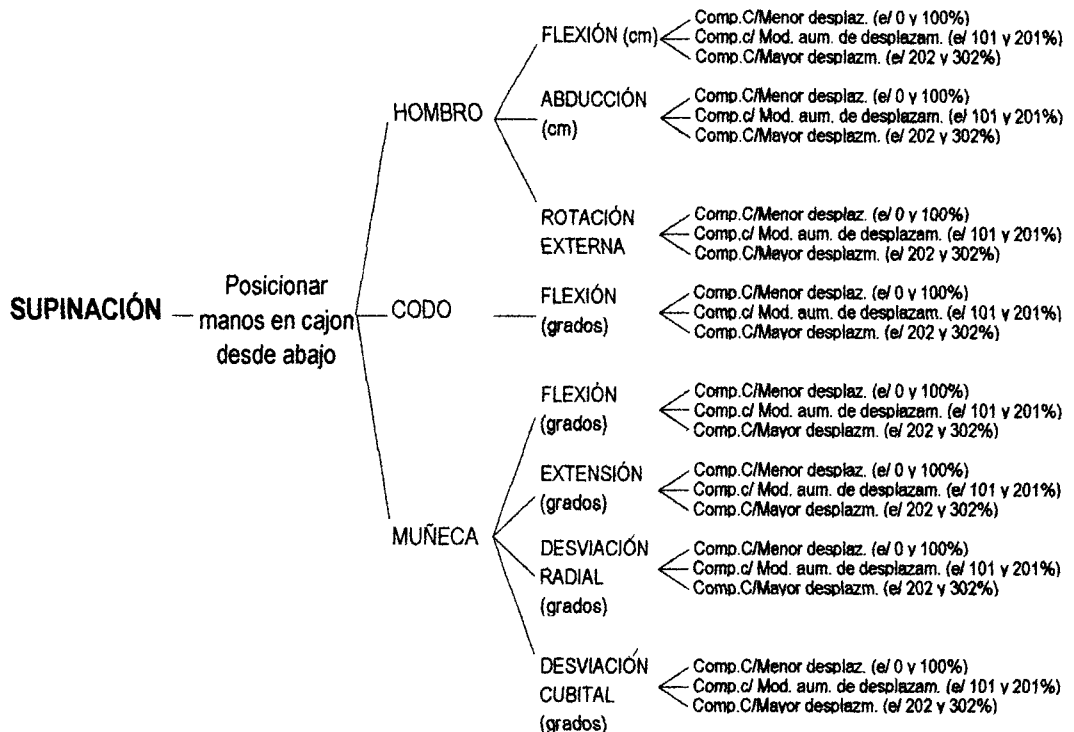 SUPINACIÓN
Posicionar
manos en cajon
desde abajo
HOMBRO
FLEXIÓN (cm)
Comp.C/Menor desplaz. (e/ 0 y 100%)
Comp.c/ Mod. aum. de desplazam. (e/ 101 y 201%)
Comp.C/Mayor desplazm. (e/ 202 y 302%)
ABDUCCIÓN
(cm)
Comp.C/Menor desplaz. (e/ 0 y 100%)
Comp.c/ Mod. aum. de desplazam. (e/ 101 y 201%)
Comp.C/Mayor desplazm. (e/ 202 y 302%)
ROTACIÓN
EXTERNA
Comp.C/Menor desplaz. (e/ 0 y 100%)
Comp.c/ Mod. aum. de desplazam. (e/ 101 y 201%)
Comp.C/Mayor desplazm. (e/ 202 y 302%)
CODO
FLEXIÓN
(grados)
Comp.C/Menor desplaz. (e/ 0 y 100%)
Comp.c/ Mod. aum. de desplazam. (e/ 101 y 201%)
Comp.C/Mayor desplazm. (e/ 202 y 302%)
MUÑECA
FLEXIÓN
(grados)
Comp.C/Menor desplaz. (e/ 0 y 100%)
Comp.c/ Mod. aum. de desplazam. (e/ 101 y 201%)
Comp.C/Mayor desplazm. (e/ 202 y 302%)
EXTENSIÓN
(grados)
Comp.C/Menor desplaz. (e/ 0 y 100%)
Comp.c/ Mod. aum. de desplazam. (e/ 101 y 201%)
Comp.C/Mayor desplazm. (e/ 202 y 302%)
DESVIACIÓN
RADIAL
(grados)
Comp.C/Menor desplaz. (e/ 0 y 100%)
Comp.c/ Mod. aum. de desplazam. (e/ 101 y 201%)
Comp.C/Mayor desplazm. (e/ 202 y 302%)
DESVIACIÓN
CUBITAL
(grados)
Comp.C/Menor desplaz. (e/ 0 y 100%)
Comp.c/ Mod. aum. de desplazam. (e/ 101 y 201%)
Comp.C/Mayor desplazm. (e/ 202 y 302%)